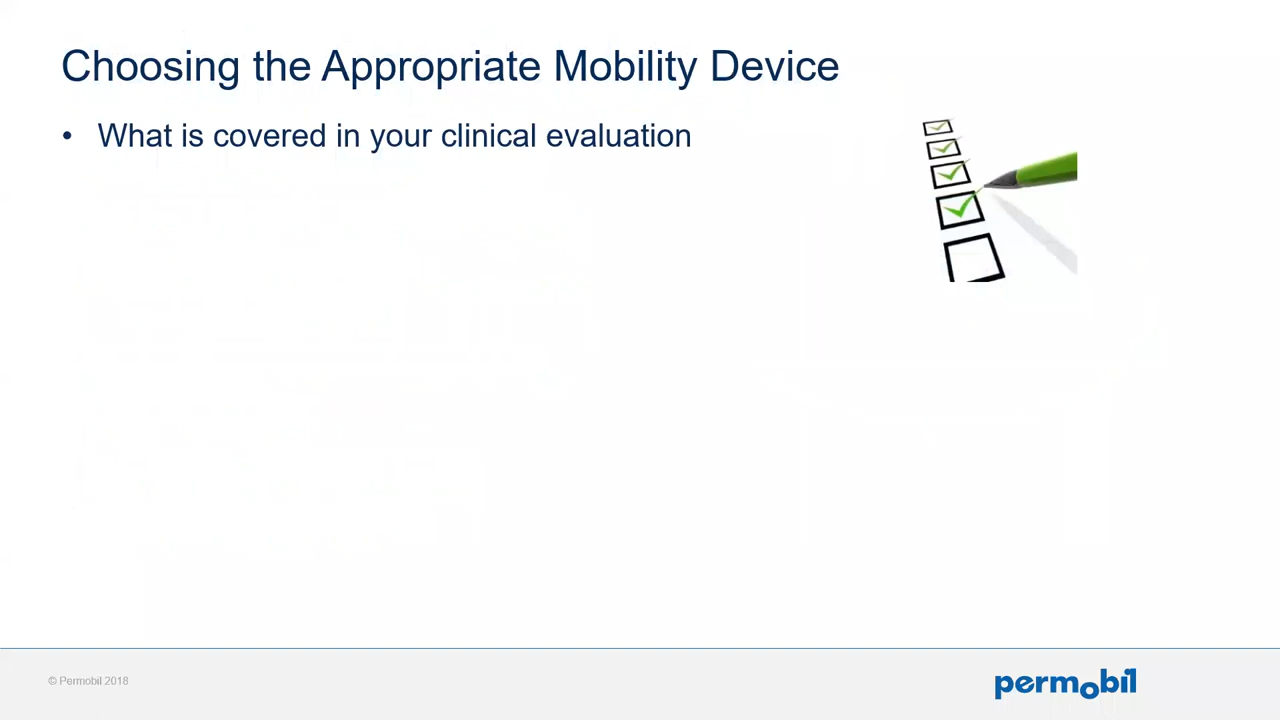 Choosing the Appropriate Mobility Device
• What is covered in your clinical evaluation
© Permobil 2018
permobil